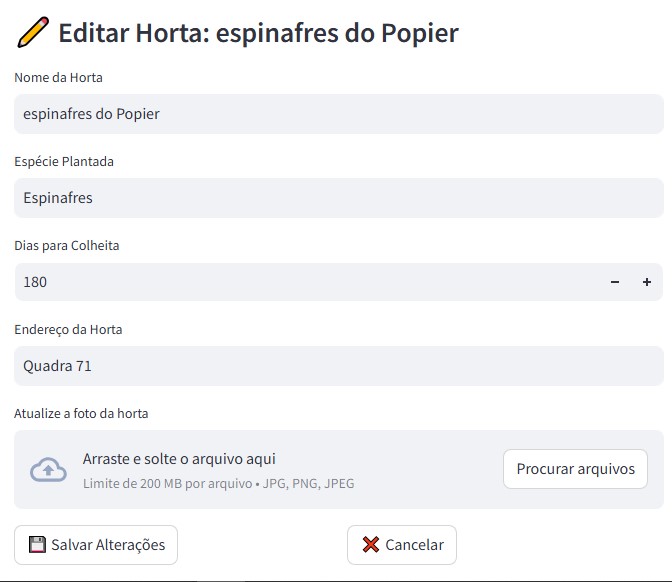 Editar Horta: espinafres do Popier
Nome da Horta
espinafres do Popier
Espécie Plantada
Espinafres
Dias para Colheita
180
Endereço da Horta
Quadra 71
Atualize a foto da horta
Arraste e solte o arquivo aqui
Limite de 200 MB por arquivo • JPG, PNG, JPEG
Procurar arquivos
Salvar Alterações
Cancelar